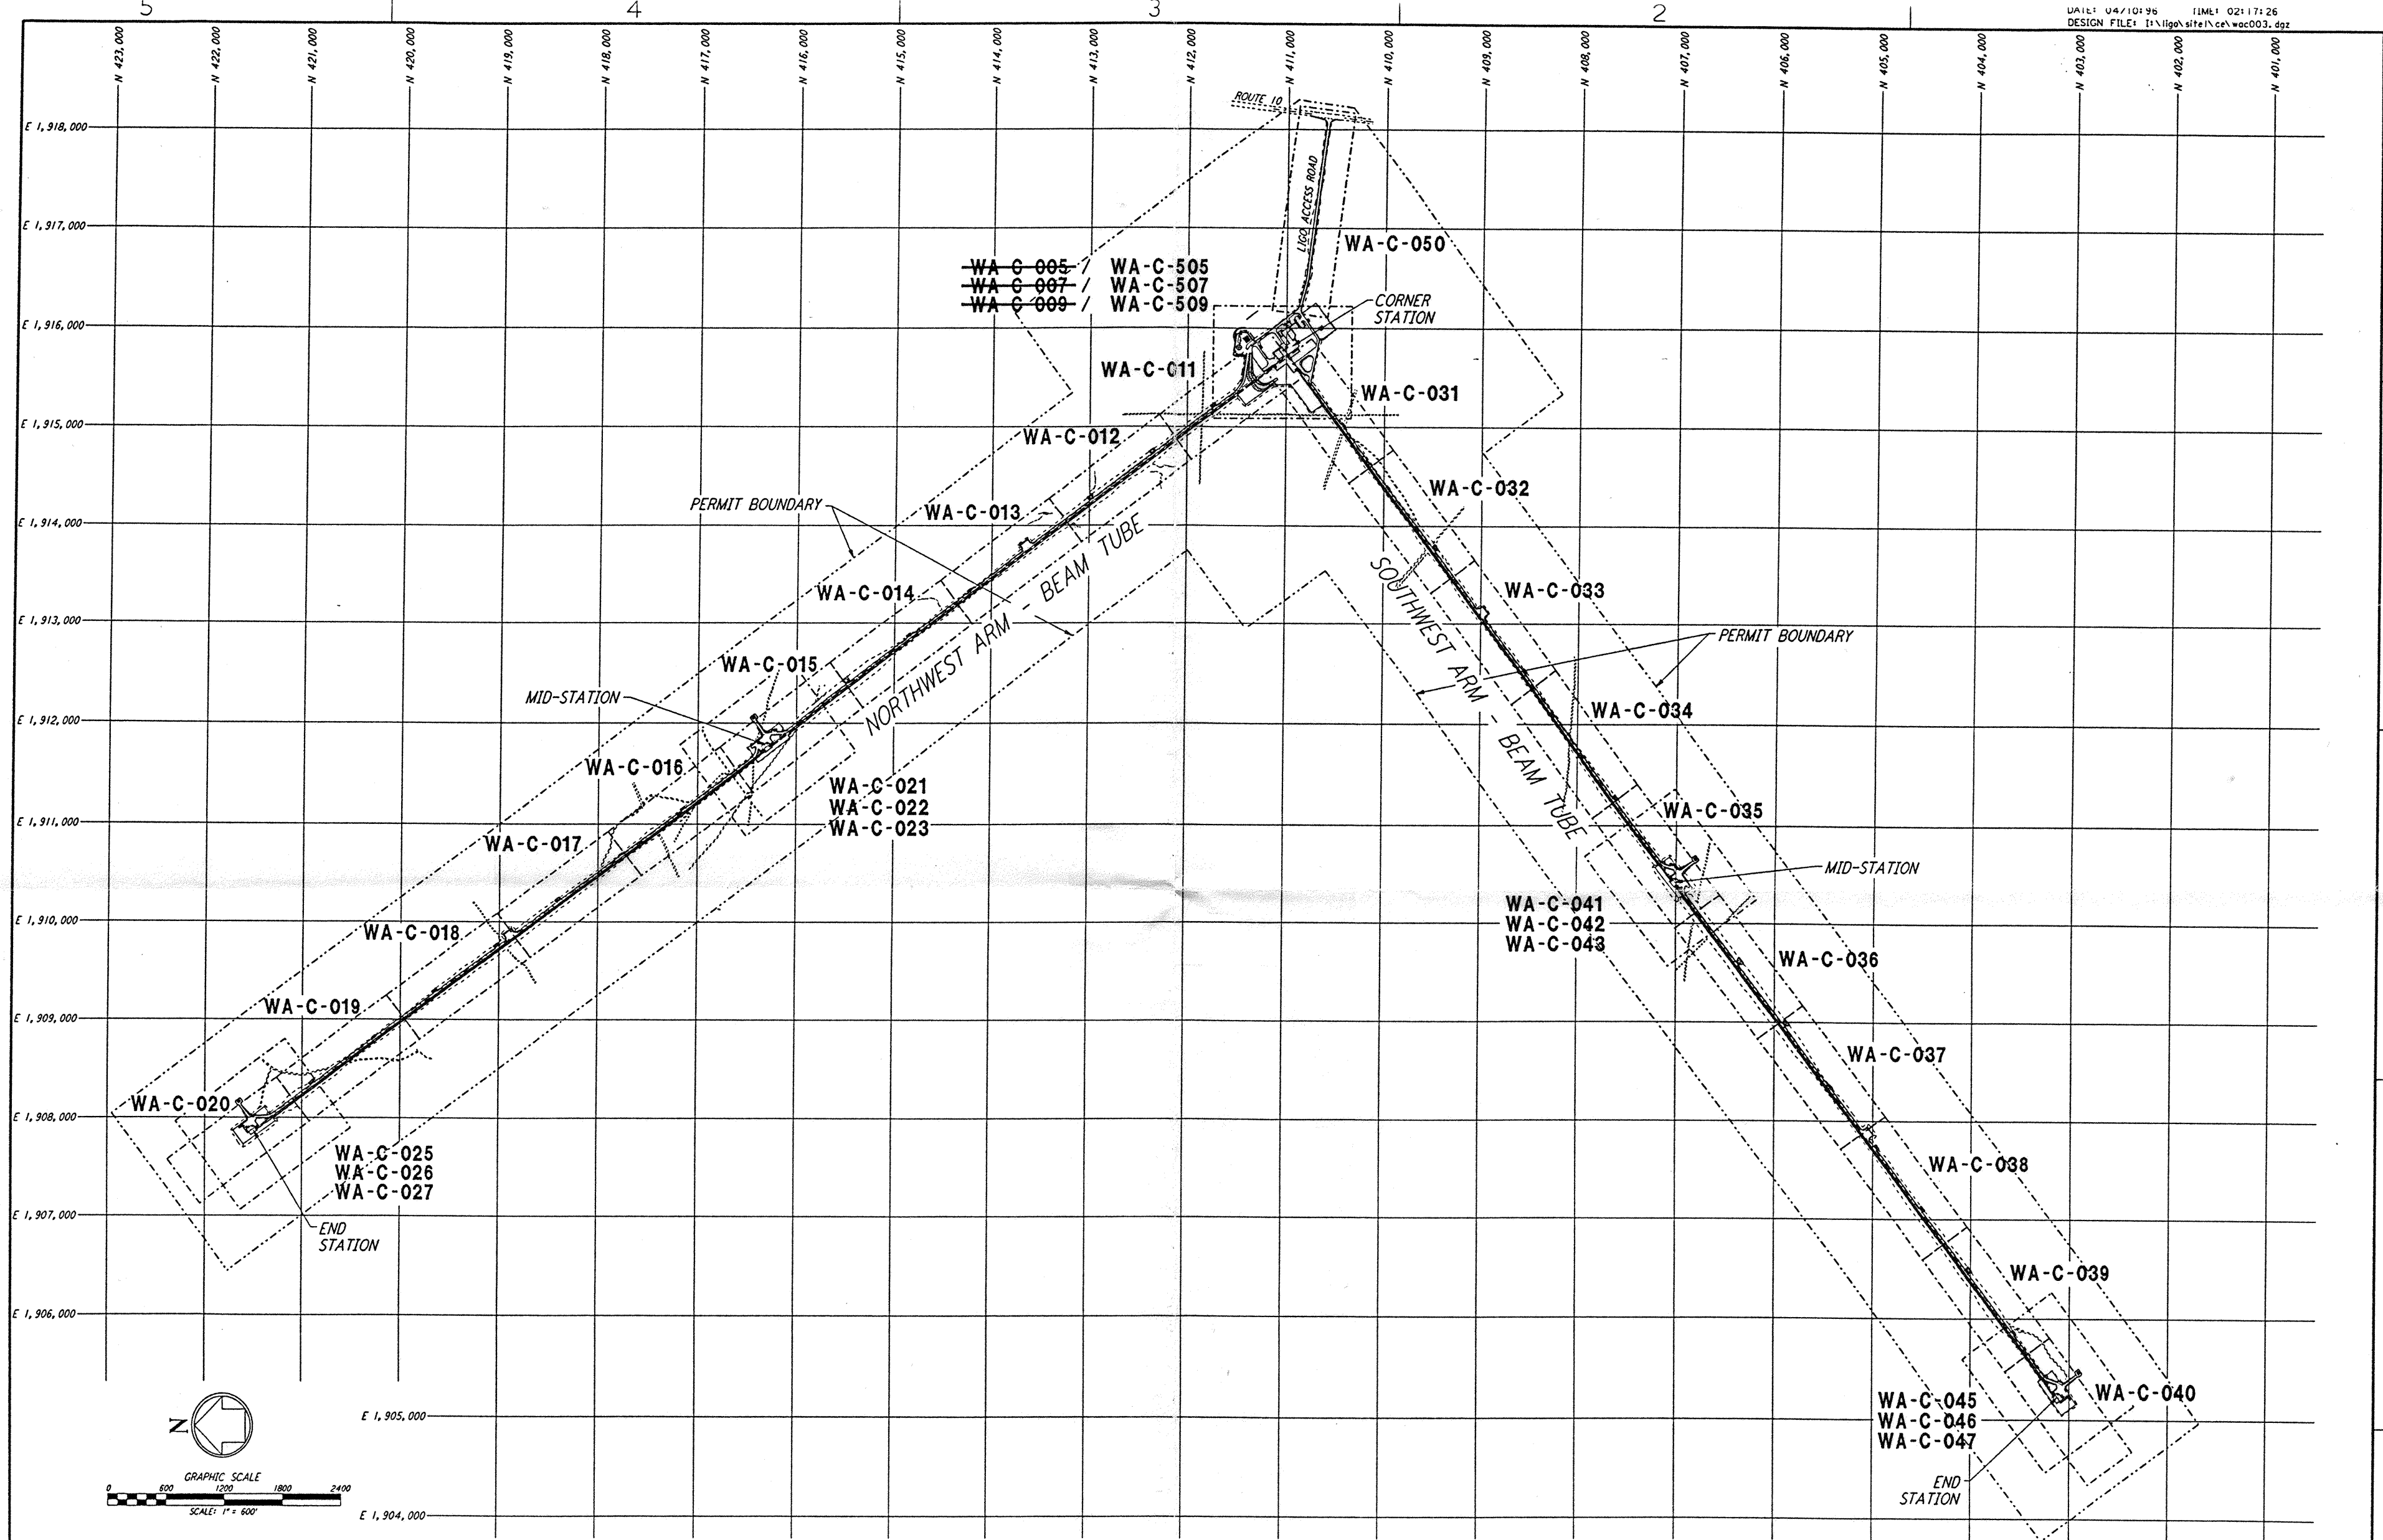 5 4 3 2
DATE: 04/10/96 TIME: 02:17:26
DESIGN FILE: I:\ligo\site1\ce\wac003.dgz
N 423,000
N 422,000
N 421,000
N 420,000
N 419,000
N 418,000
N 417,000
N 416,000
N 415,000
N 414,000
N 413,000
N 412,000
N 411,000
N 410,000
N 409,000
N 408,000
N 407,000
N 406,000
N 405,000
N 404,000
N 403,000
N 402,000
N 401,000
ROUTE 10
E 1,918,000
LIGO ACCESS ROAD
E 1,917,000
WA-C-050
WA-C-005 / WA-C-505
WA-C-007 / WA-C-507
WA-C-009 / WA-C-509
CORNER
STATION
E 1,916,000
WA-C-011
WA-C-031
E 1,915,000
WA-C-012
WA-C-032
PERMIT BOUNDARY
WA-C-013
E 1,914,000
NORTHWEST ARM - BEAM TUBE
SOUTHWEST ARM - BEAM TUBE
WA-C-014
WA-C-033
E 1,913,000
PERMIT BOUNDARY
WA-C-015
MID-STATION
WA-C-034
E 1,912,000
WA-C-016
WA-C-021
WA-C-022
WA-C-023
WA-C-035
E 1,911,000
WA-C-017
MID-STATION
WA-C-041
WA-C-042
WA-C-043
E 1,910,000
WA-C-018
WA-C-036
WA-C-019
E 1,909,000
WA-C-037
WA-C-020
E 1,908,000
WA-C-025
WA-C-026
WA-C-027
WA-C-038
E 1,907,000
END
STATION
WA-C-039
E 1,906,000
WA-C-040
WA-C-045
WA-C-046
WA-C-047
E 1,905,000
N
END
STATION
GRAPHIC SCALE
0 600 1200 1800 2400
SCALE: 1" = 600'
E 1,904,000